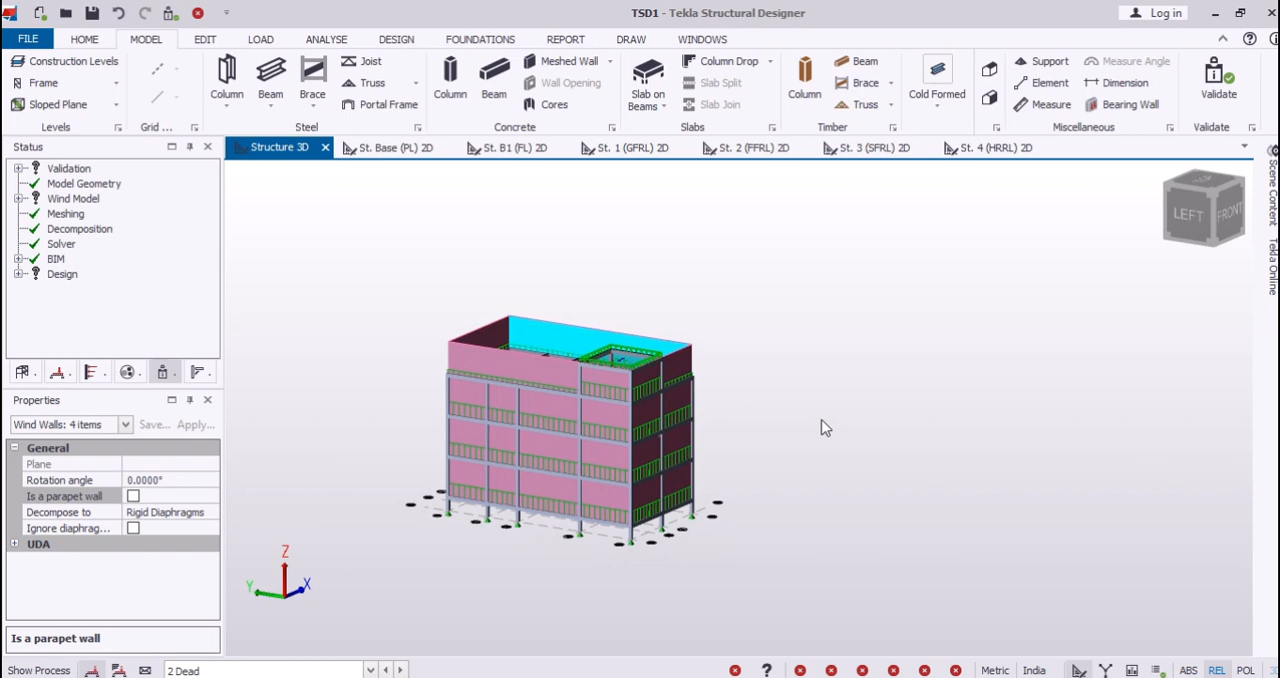 TSD1 - Tekla Structural Designer
Log in
FILE HOME MODEL EDIT LOAD ANALYSE DESIGN FOUNDATIONS REPORT DRAW WINDOWS
Construction Levels
Frame
Sloped Plane
Levels
Grid ...
Column
Beam
Brace
Joist
Truss
Portal Frame
Steel
Column
Beam
Meshed Wall
Wall Opening
Cores
Concrete
Slab on
Beams
Column Drop
Slab Split
Slab Join
Slabs
Column
Beam
Brace
Truss
Timber
Cold Formed
Support
Element
Measure
Measure Angle
Dimension
Bearing Wall
Miscellaneous
Validate
Validate
Status
Validation
Model Geometry
Wind Model
Meshing
Decomposition
Solver
BIM
Design
Structure 3D
St. Base (PL) 2D
St. B1 (FL) 2D
St. 1 (GFRL) 2D
St. 2 (FFRL) 2D
St. 3 (SFRL) 2D
St. 4 (HRRL) 2D
LEFT
FRONT
Scene Content
Tekla Online
Properties
Wind Walls: 4 items
Save...
Apply...
General
Plane
Rotation angle 0.0000°
Is a parapet wall
Decompose to Rigid Diaphragms
Ignore diaphrag...
UDA
Is a parapet wall
Z
Y
X
Show Process
2 Dead
Metric
India
ABS
REL
POL